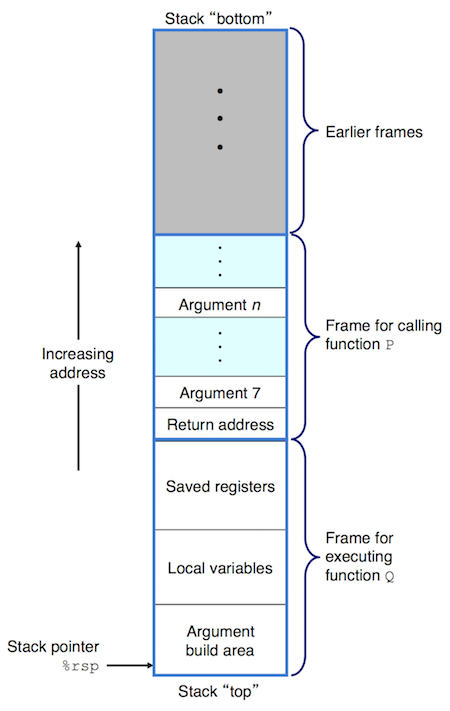 Stack “bottom”
Earlier frames
Increasing
address
Argument n
Argument 7
Return address
Frame for calling
function P
Saved registers
Local variables
Argument
build area
Frame for
executing
function Q
Stack pointer
%rsp
Stack “top”